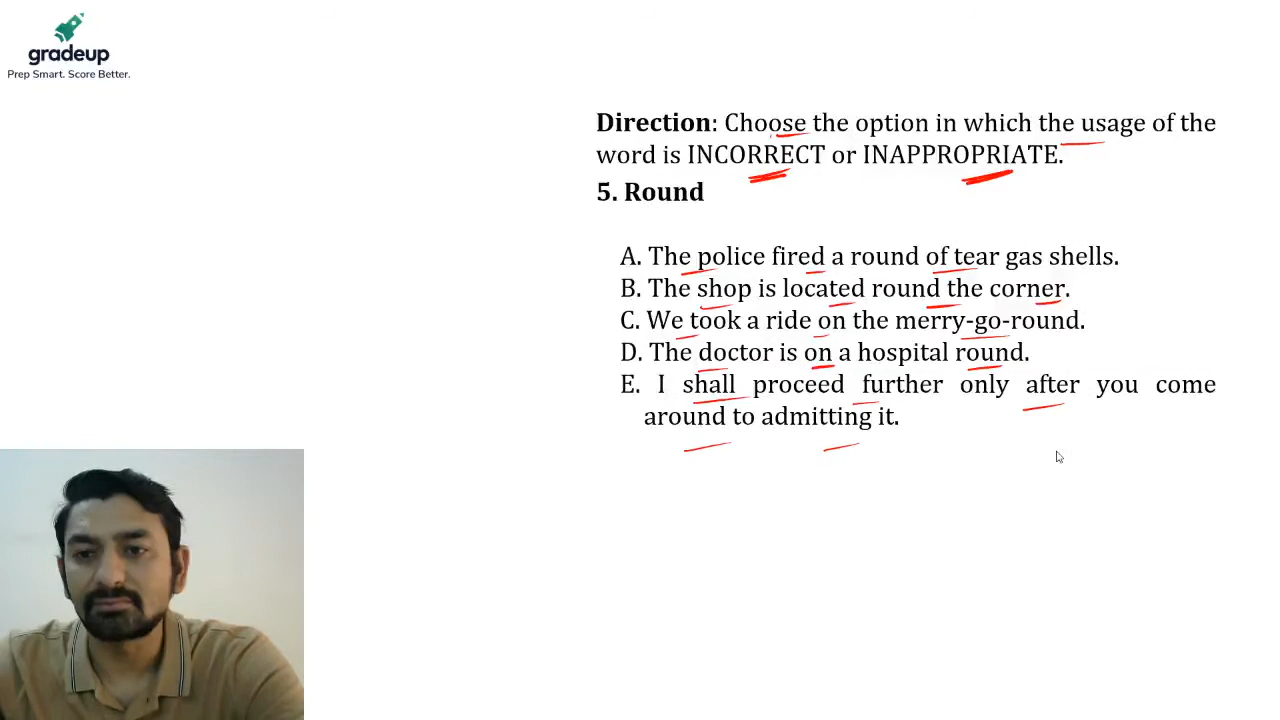 gradeup
Prep Smart. Score Better.
Direction: Choose the option in which the usage of the
word is INCORRECT or INAPPROPRIATE.
5. Round
A. The police fired a round of tear gas shells.
B. The shop is located round the corner.
C. We took a ride on the merry-go-round.
D. The doctor is on a hospital round.
E. I shall proceed further only after you come
around to admitting it.